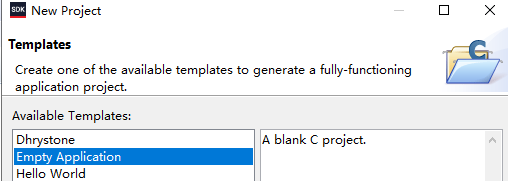 SDK New Project
Templates
Create one of the available templates to generate a fully-functioning
application project.
C
Available Templates:
Dhrystone
Empty Application
Hello World
A blank C project.